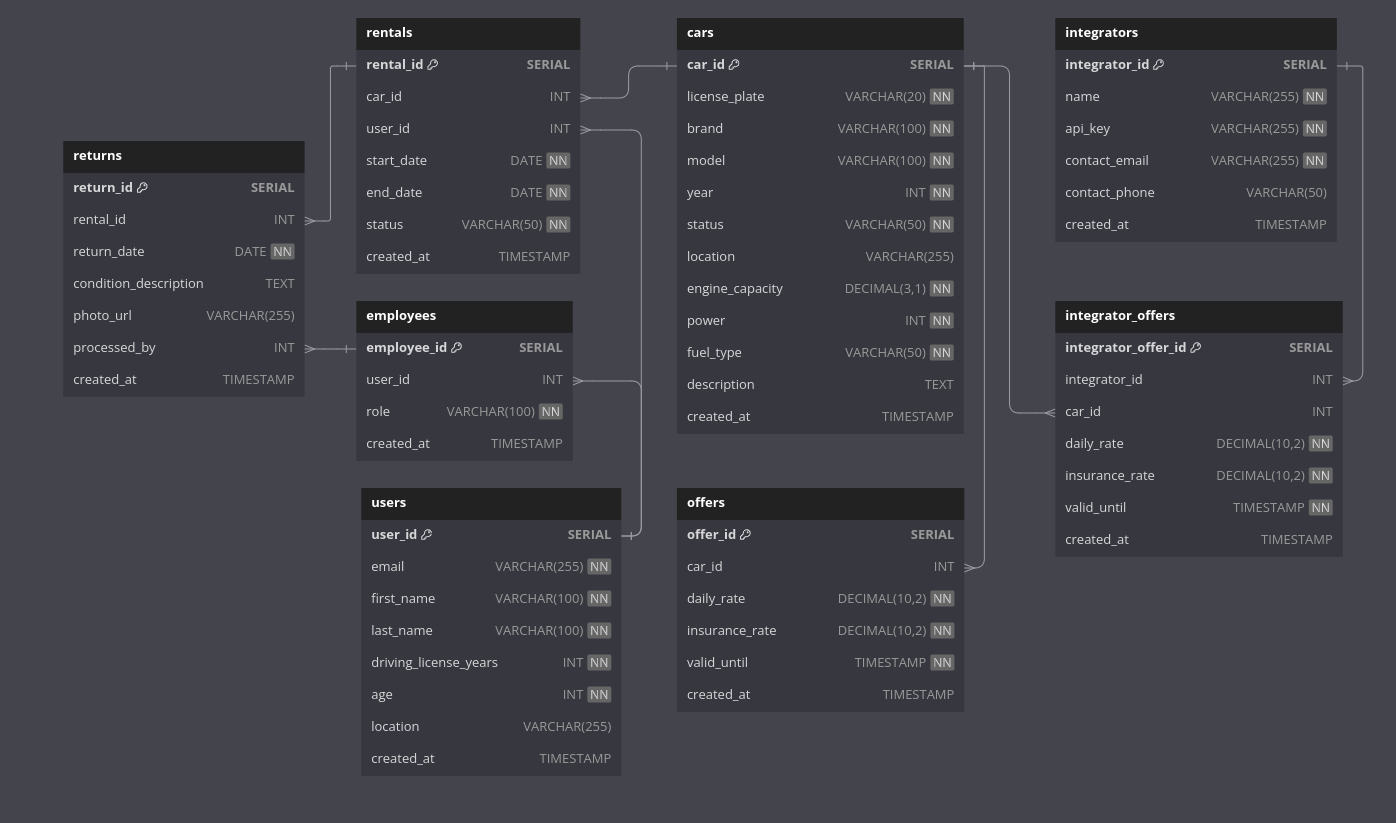 returns
return_id SERIAL
rental_id INT
return_date DATE NN
condition_description TEXT
photo_url VARCHAR(255)
processed_by INT
created_at TIMESTAMP
rentals
rental_id SERIAL
car_id INT
user_id INT
start_date DATE NN
end_date DATE NN
status VARCHAR(50) NN
created_at TIMESTAMP
employees
employee_id SERIAL
user_id INT
role VARCHAR(100) NN
created_at TIMESTAMP
users
user_id SERIAL
email VARCHAR(255) NN
first_name VARCHAR(100) NN
last_name VARCHAR(100) NN
driving_license_years INT NN
age INT NN
location VARCHAR(255)
created_at TIMESTAMP
cars
car_id SERIAL
license_plate VARCHAR(20) NN
brand VARCHAR(100) NN
model VARCHAR(100) NN
year INT NN
status VARCHAR(50) NN
location VARCHAR(255)
engine_capacity DECIMAL(3,1) NN
power INT NN
fuel_type VARCHAR(50) NN
description TEXT
created_at TIMESTAMP
offers
offer_id SERIAL
car_id INT
daily_rate DECIMAL(10,2) NN
insurance_rate DECIMAL(10,2) NN
valid_until TIMESTAMP NN
created_at TIMESTAMP
integrators
integrator_id SERIAL
name VARCHAR(255) NN
api_key VARCHAR(255) NN
contact_email VARCHAR(255) NN
contact_phone VARCHAR(50)
created_at TIMESTAMP
integrator_offers
integrator_offer_id SERIAL
integrator_id INT
car_id INT
daily_rate DECIMAL(10,2) NN
insurance_rate DECIMAL(10,2) NN
valid_until TIMESTAMP NN
created_at TIMESTAMP